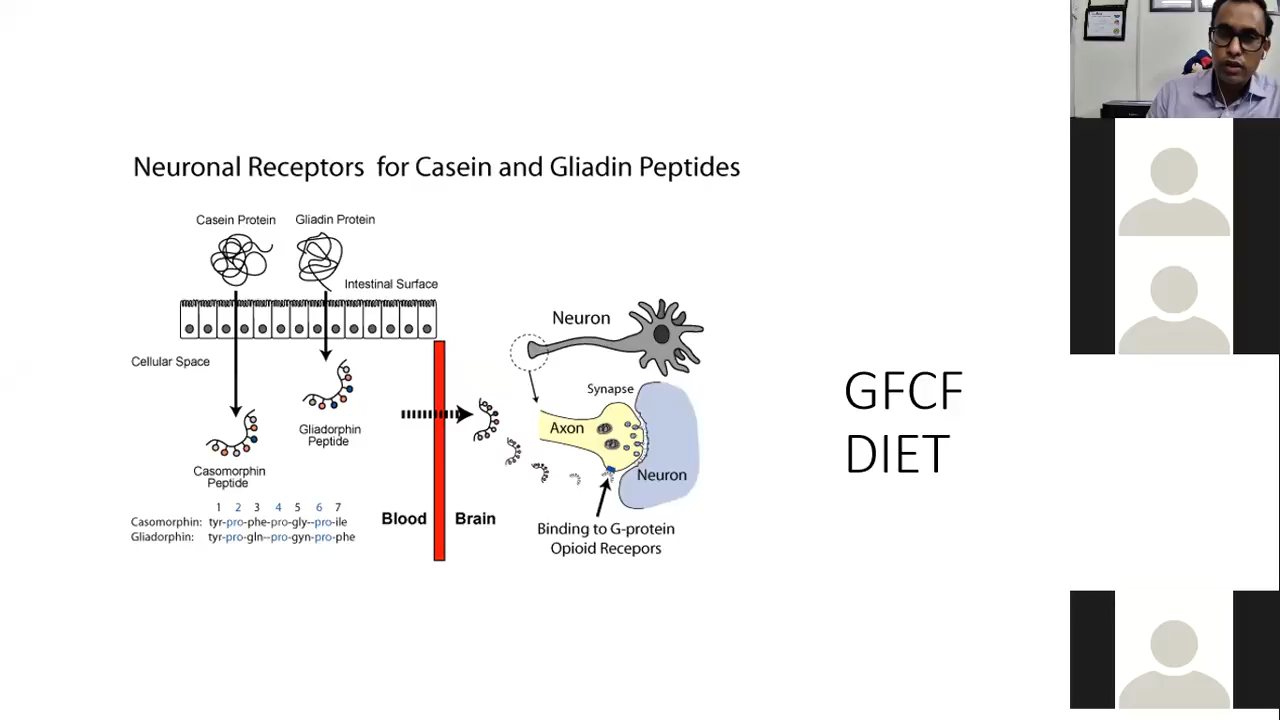 Neuronal Receptors for Casein and Gliadin Peptides
Casein Protein
Gliadin Protein
Intestinal Surface
Cellular Space
Gliadorphin
Peptide
Casomorphin
Peptide
1 2 3 4 5 6 7
Casomorphin: tyr-pro-phe-pro-gly--pro-ile
Gliadorphin: tyr-pro-gln--pro-gyn-pro-phe
Blood
Brain
Neuron
Synapse
Axon
Neuron
Binding to G-protein
Opioid Recepors
GFCF
DIET